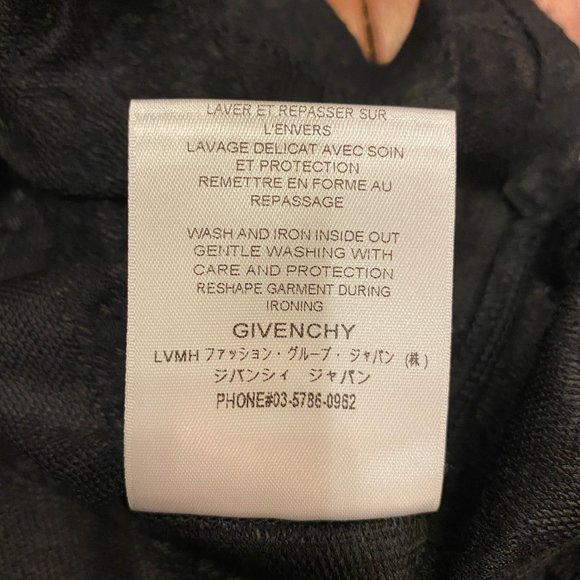 LAVER ET REPASSER SUR
L'ENVERS
LAVAGE DELICAT AVEC SOIN
ET PROTECTION
REMETTRE EN FORME AU
REPASSAGE
WASH AND IRON INSIDE OUT
GENTLE WASHING WITH
CARE AND PROTECTION
RESHAPE GARMENT DURING
IRONING
GIVENCHY
LVMH ファッション・グループ・ジャパン (株)
ジバンシィ ジャパン
PHONE#03-5786-0962